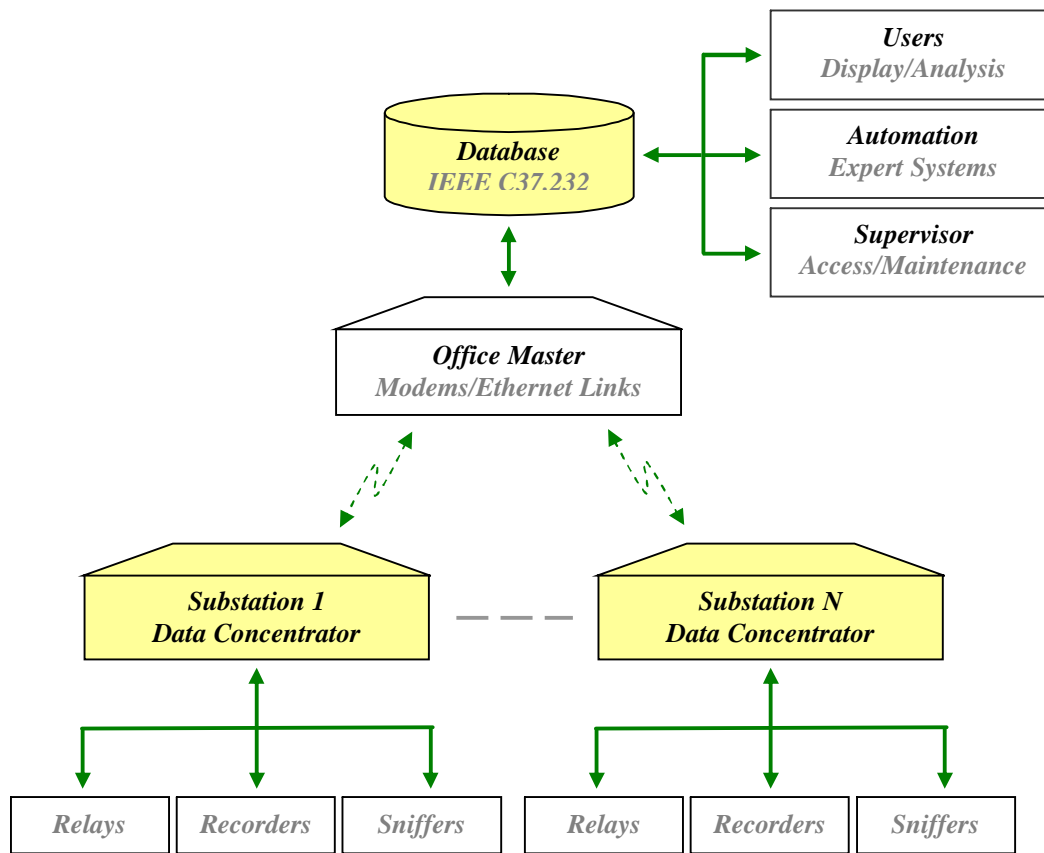 Users
Display/Analysis
Automation
Expert Systems
Supervisor
Access/Maintenance
Database
IEEE C37.232
Office Master
Modems/Ethernet Links
Substation 1
Data Concentrator
Substation N
Data Concentrator
Relays
Recorders
Sniffers
Relays
Recorders
Sniffers